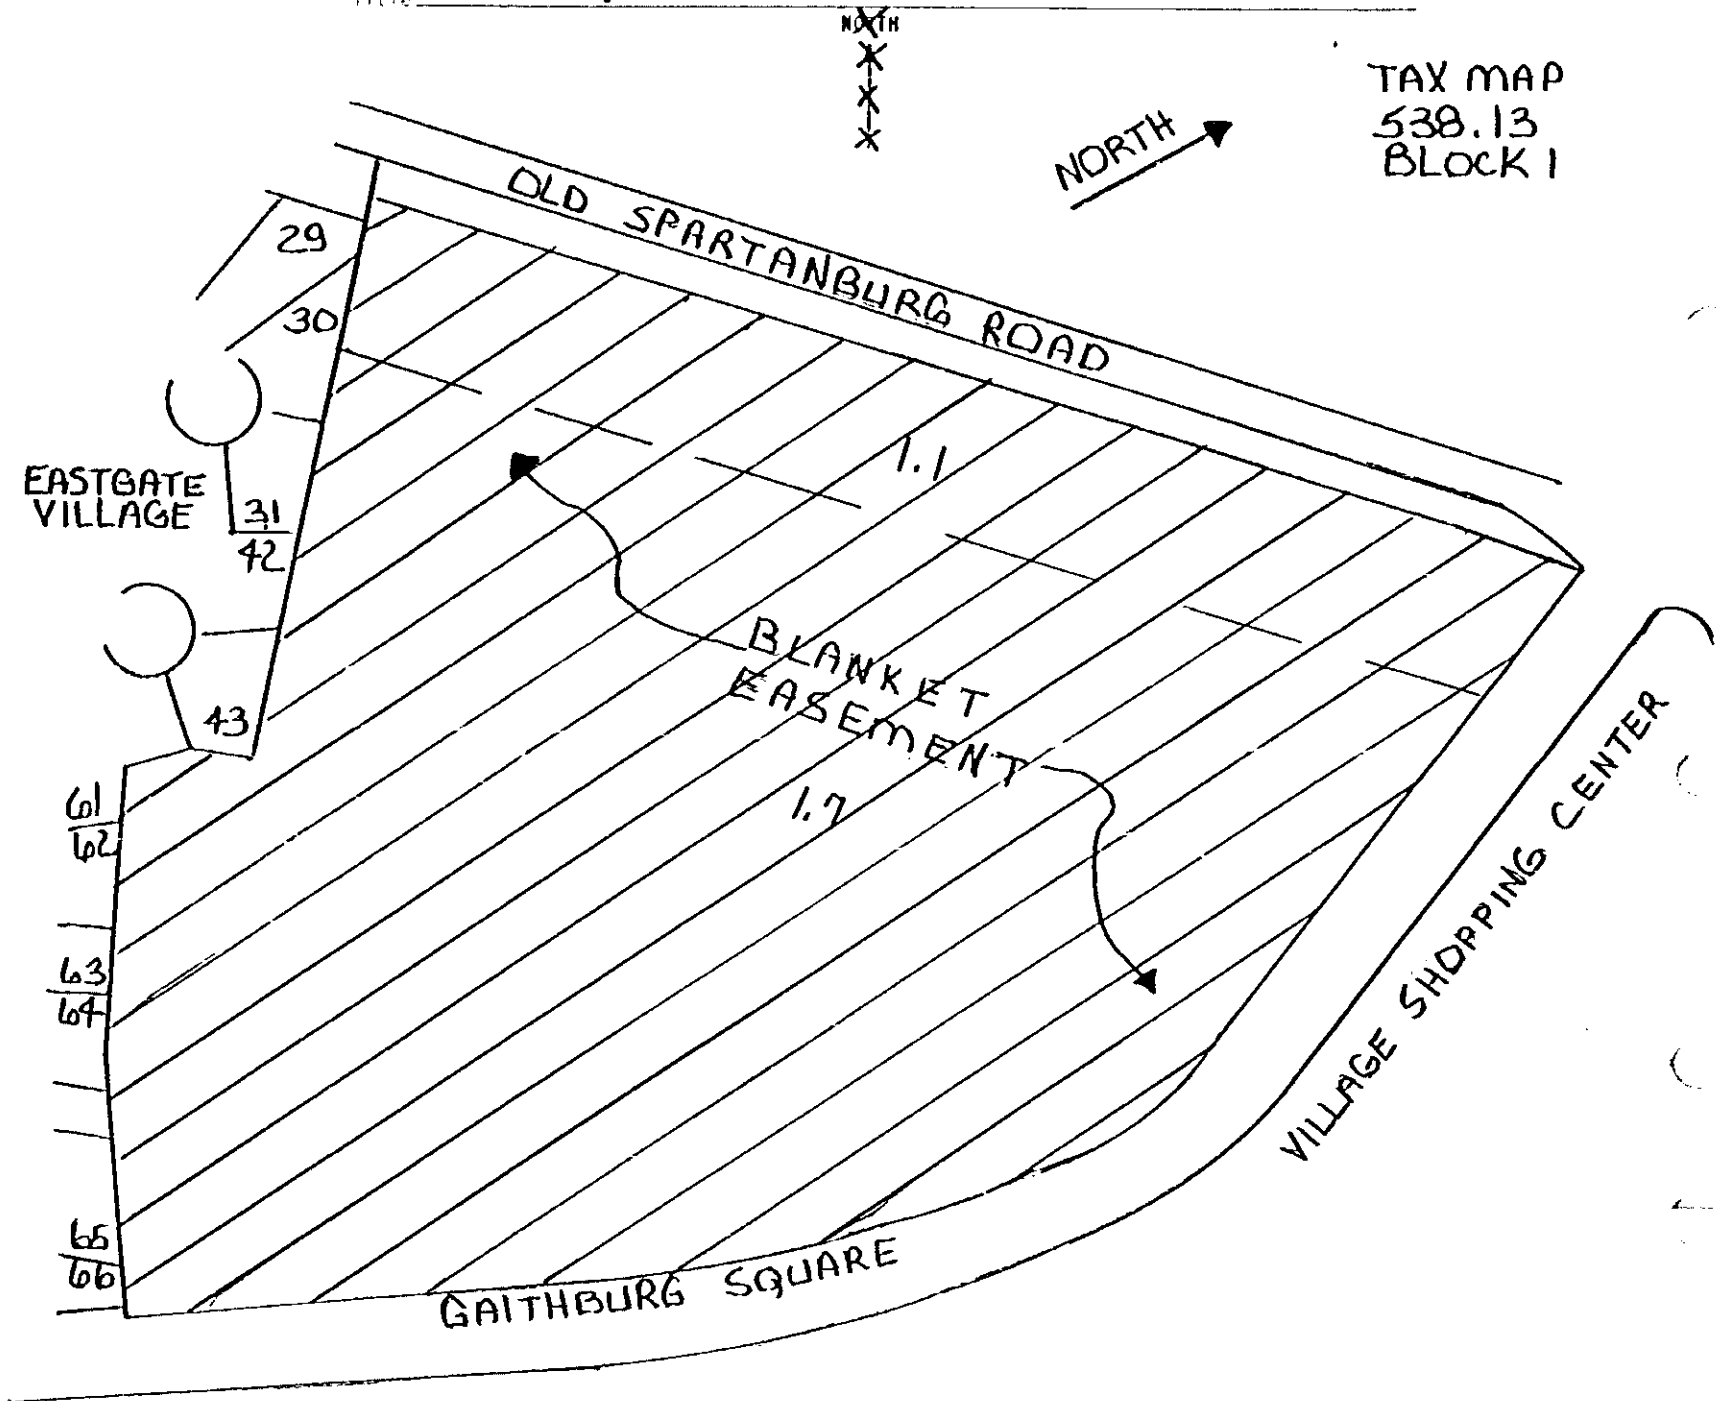 NORTH
TAX MAP
538.13
BLOCK 1
NORTH
OLD SPARTANBURG ROAD
29
30
1.1
EASTGATE
VILLAGE
31
42
BLANKET
EASEMENT
43
1.7
61
62
63
64
VILLAGE SHOPPING CENTER
65
66
GAITHBURG SQUARE